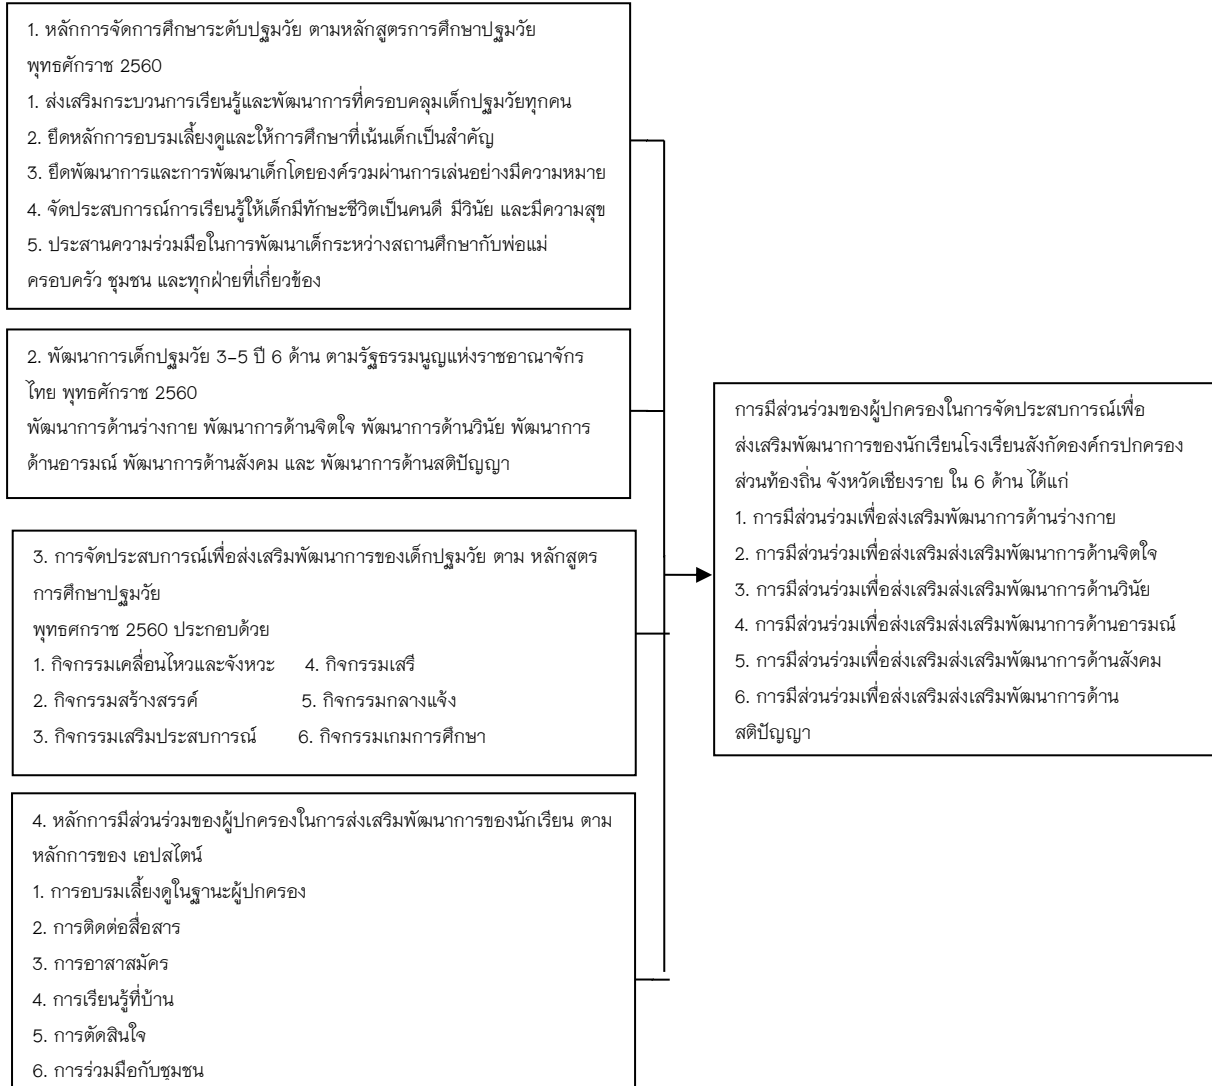 1. หลักการจัดการศึกษาระดับปฐมวัย ตามหลักสูตรการศึกษาปฐมวัย
พุทธศักราช 2560
1. ส่งเสริมกระบวนการเรียนรู้และพัฒนาการที่ครอบคลุมเด็กปฐมวัยทุกคน
2. ยึดหลักการอบรมเลี้ยงดูและให้การศึกษาที่เน้นเด็กเป็นสำคัญ
3. ยึดพัฒนาการและการพัฒนาเด็กโดยองค์รวมผ่านการเล่นอย่างมีความหมาย
4. จัดประสบการณ์การเรียนรู้ให้เด็กมีทักษะชีวิตเป็นคนดี มีวินัย และมีความสุข
5. ประสานความร่วมมือในการพัฒนาเด็กระหว่างสถานศึกษากับพ่อแม่
ครอบครัว ชุมชน และทุกฝ่ายที่เกี่ยวข้อง
2. พัฒนาการเด็กปฐมวัย 3-5 ปี 6 ด้าน ตามรัฐธรรมนูญแห่งราชอาณาจักร
ไทย พุทธศักราช 2560
พัฒนาการด้านร่างกาย พัฒนาการด้านจิตใจ พัฒนาการด้านวินัย พัฒนาการ
ด้านอารมณ์ พัฒนาการด้านสังคม และ พัฒนาการด้านสติปัญญา
3. การจัดประสบการณ์เพื่อส่งเสริมพัฒนาการของเด็กปฐมวัย ตาม หลักสูตร
การศึกษาปฐมวัย
พุทธศกราช 2560 ประกอบด้วย
1. กิจกรรมเคลื่อนไหวและจังหวะ 4. กิจกรรมเสรี
2. กิจกรรมสร้างสรรค์ 5. กิจกรรมกลางแจ้ง
3. กิจกรรมเสริมประสบการณ์ 6. กิจกรรมเกมการศึกษา
4. หลักการมีส่วนร่วมของผู้ปกครองในการส่งเสริมพัฒนาการของนักเรียน ตาม
หลักการของ เอปสไตน์
1. การอบรมเลี้ยงดูในฐานะผู้ปกครอง
2. การติดต่อสื่อสาร
3. การอาสาสมัคร
4. การเรียนรู้ที่บ้าน
5. การตัดสินใจ
6. การร่วมมือกับชุมชน
การมีส่วนร่วมของผู้ปกครองในการจัดประสบการณ์เพื่อ
ส่งเสริมพัฒนาการของนักเรียนโรงเรียนสังกัดองค์กรปกครอง
ส่วนท้องถิ่น จังหวัดเชียงราย ใน 6 ด้าน ได้แก่
1. การมีส่วนร่วมเพื่อส่งเสริมพัฒนาการด้านร่างกาย
2. การมีส่วนร่วมเพื่อส่งเสริมส่งเสริมพัฒนาการด้านจิตใจ
3. การมีส่วนร่วมเพื่อส่งเสริมส่งเสริมพัฒนาการด้านวินัย
4. การมีส่วนร่วมเพื่อส่งเสริมส่งเสริมพัฒนาการด้านอารมณ์
5. การมีส่วนร่วมเพื่อส่งเสริมส่งเสริมพัฒนาการด้านสังคม
6. การมีส่วนร่วมเพื่อส่งเสริมส่งเสริมพัฒนาการด้าน
สติปัญญา